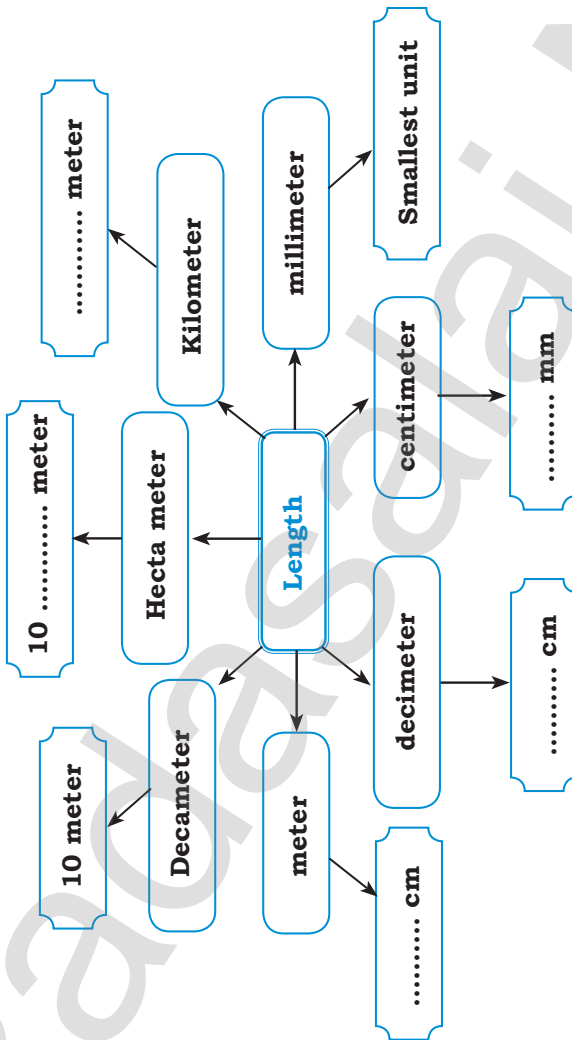 10 ............. meter
10 meter
............ meter
Decameter
Hecta meter
Kilometer
meter
Length
millimeter
........... cm
decimeter
centimeter
Smallest unit
........... cm
.......... mm